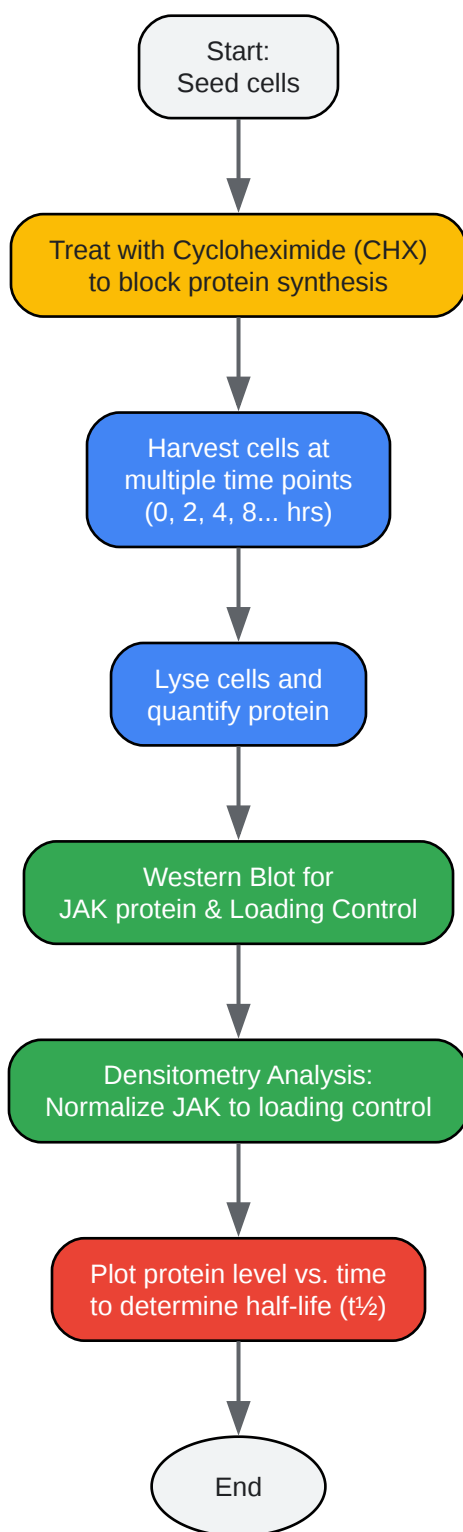 Start:
Seed cells
Treat with Cycloheximide (CHX)
to block protein synthesis
Harvest cells at
multiple time points
(0, 2, 4, 8... hrs)
Lyse cells and
quantify protein
Western Blot for
JAK protein & Loading Control
Densitometry Analysis:
Normalize JAK to loading control
Plot protein level vs. time
to determine half-life (t½)
End